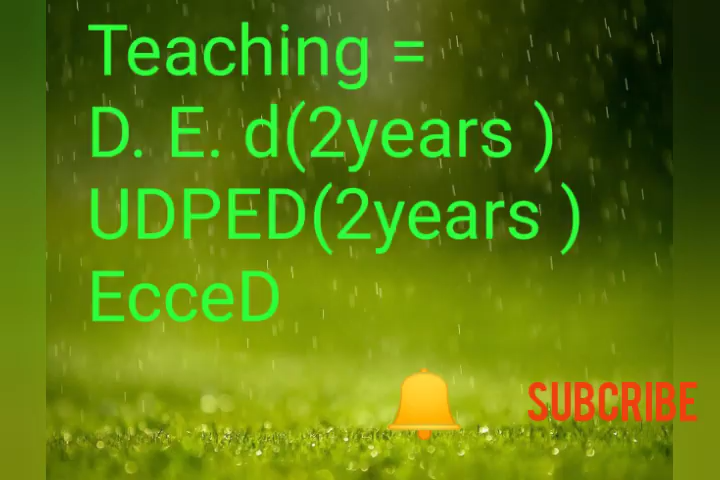 Teaching =
D. E. d(2years )
UDPED(2years )
EcceD
SUBCRIBE